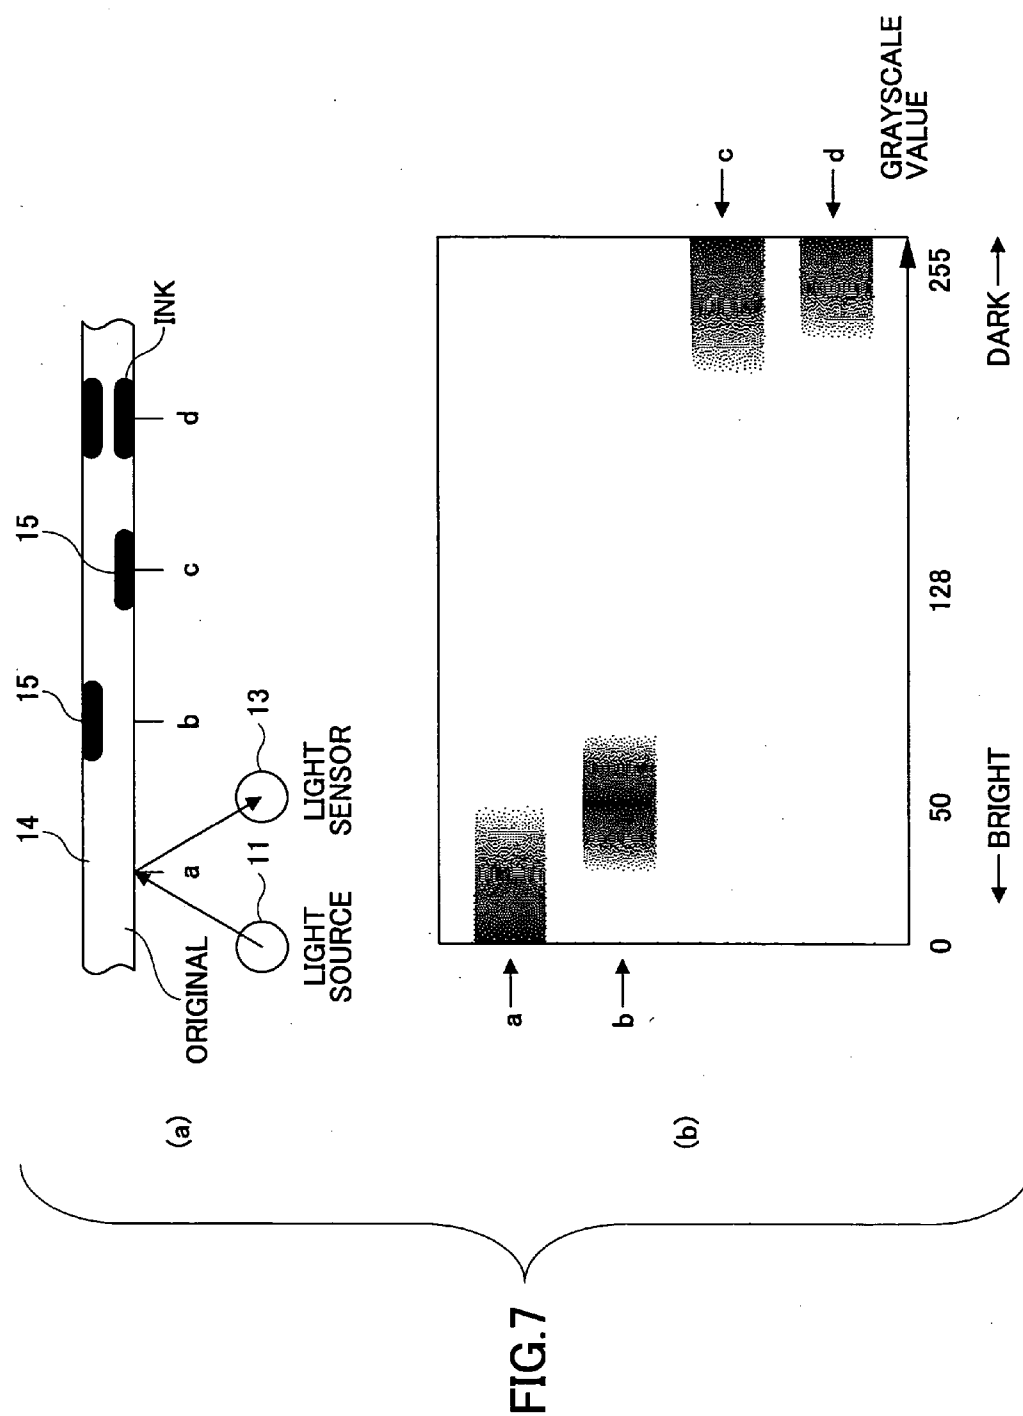 FIG.7
(a)
ORIGINAL
14
15
15
INK
a
b
c
d
11
13
LIGHT
SOURCE
LIGHT
SENSOR
(b)
a
b
c
d
0
50
128
255
GRAYSCALE
VALUE
BRIGHT
DARK